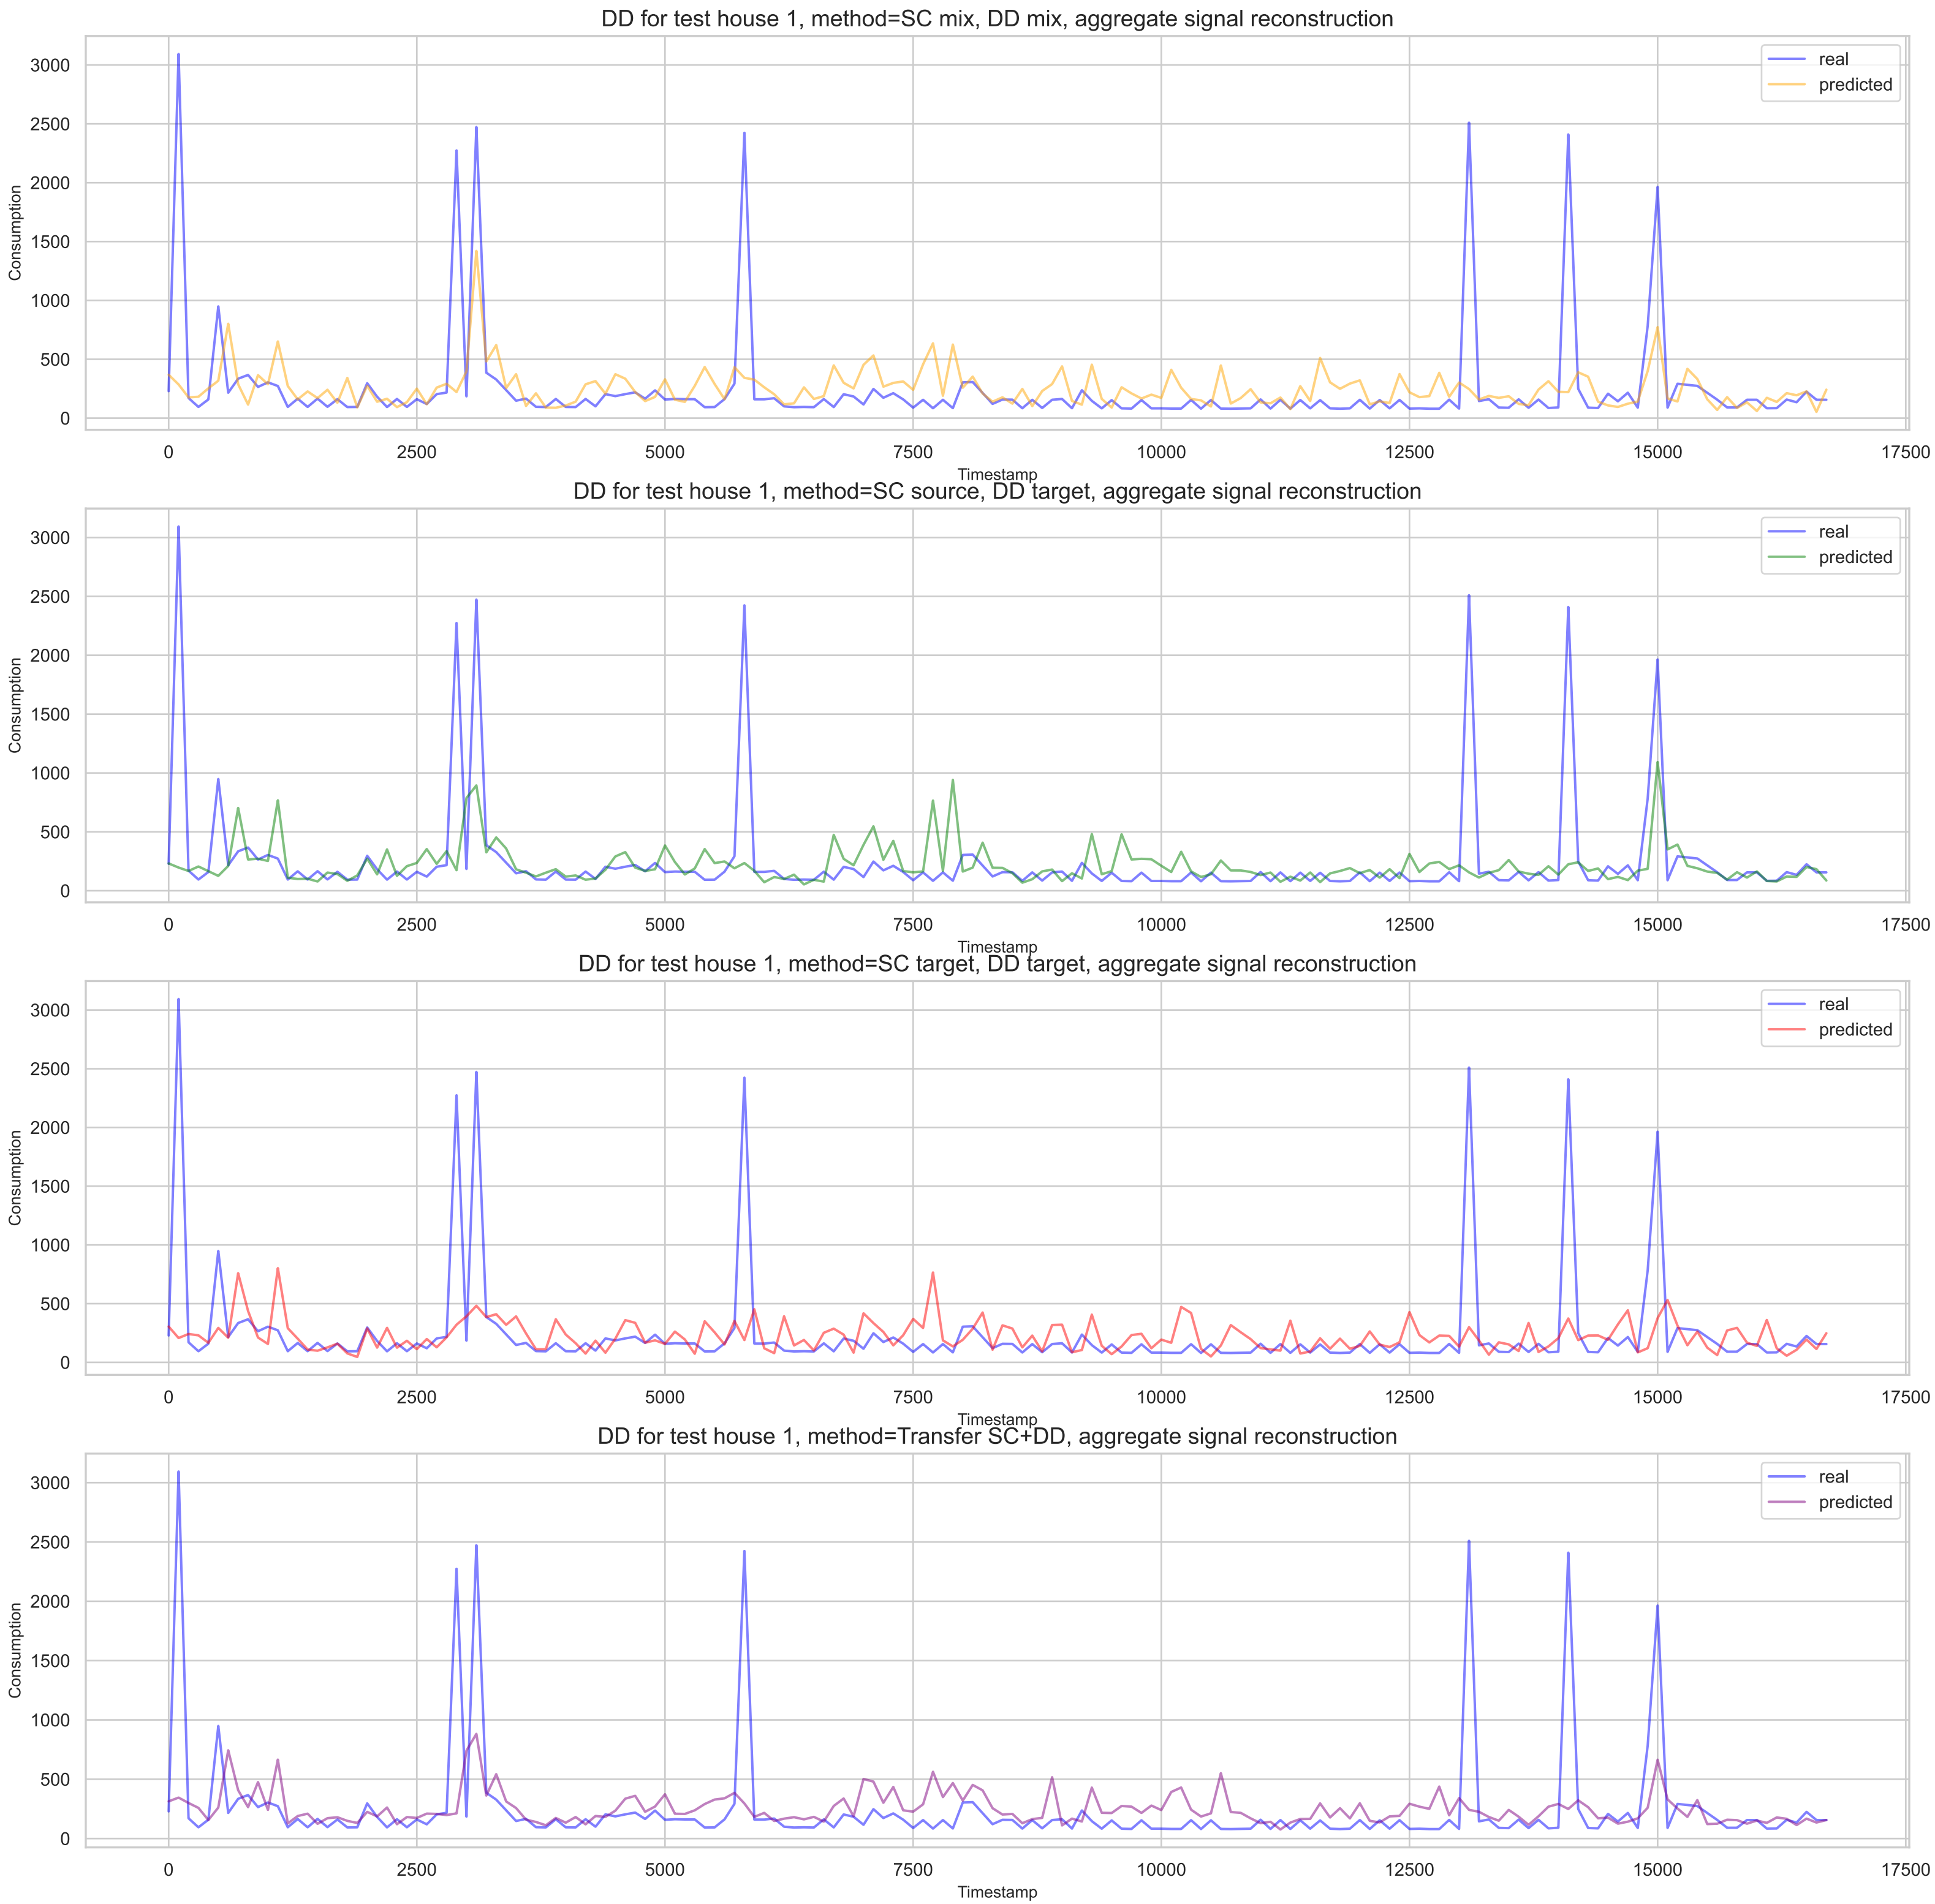 DD for test house 1, method=SC mix, DD mix, aggregate signal reconstruction
real
predicted
3000
2500
2000
1500
1000
500
0
Consumption
0 2500 5000 7500 10000 12500 15000 17500
Timestamp
DD for test house 1, method=SC source, DD target, aggregate signal reconstruction
real
predicted
3000
2500
2000
1500
1000
500
0
Consumption
0 2500 5000 7500 10000 12500 15000 17500
Timestamp
DD for test house 1, method=SC target, DD target, aggregate signal reconstruction
real
predicted
3000
2500
2000
1500
1000
500
0
Consumption
0 2500 5000 7500 10000 12500 15000 17500
Timestamp
DD for test house 1, method=Transfer SC+DD, aggregate signal reconstruction
real
predicted
3000
2500
2000
1500
1000
500
0
Consumption
0 2500 5000 7500 10000 12500 15000 17500
Timestamp